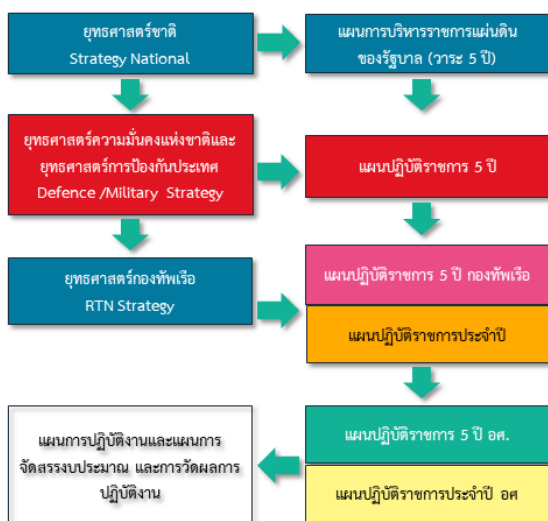 ยุทธศาสตร์ชาติ
Strategy National
แผนการบริหารราชการแผ่นดิน
ของรัฐบาล (วาระ 5 ปี)
ยุทธศาสตร์ความมั่นคงแห่งชาติและ
ยุทธศาสตร์การป้องกันประเทศ
Defence /Military Strategy
แผนปฏิบัติราชการ 5 ปี
ยุทธศาสตร์กองทัพเรือ
RTN Strategy
แผนปฏิบัติราชการ 5 ปี กองทัพเรือ
แผนปฏิบัติราชการประจำปี
แผนการปฏิบัติงานและแผนการ
จัดสรรงบประมาณ และการวัดผลการ
ปฏิบัติงาน
แผนปฏิบัติราชการ 5 ปี อศ.
แผนปฏิบัติราชการประจำปี อศ